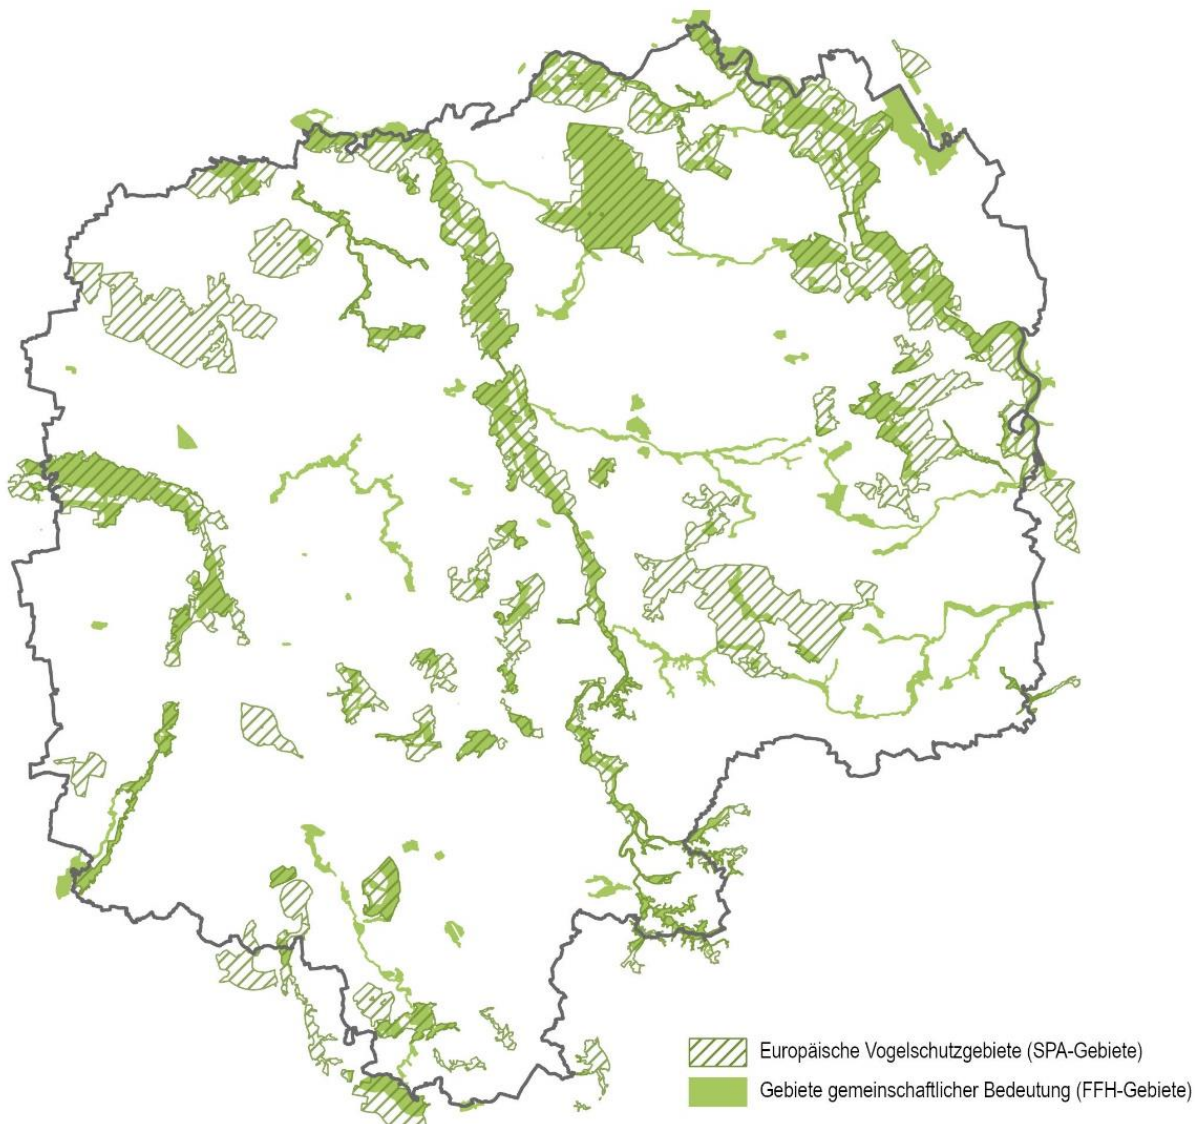 Europäische Vogelschutzgebiete (SPA-Gebiete)
Gebiete gemeinschaftlicher Bedeutung (FFH-Gebiete)